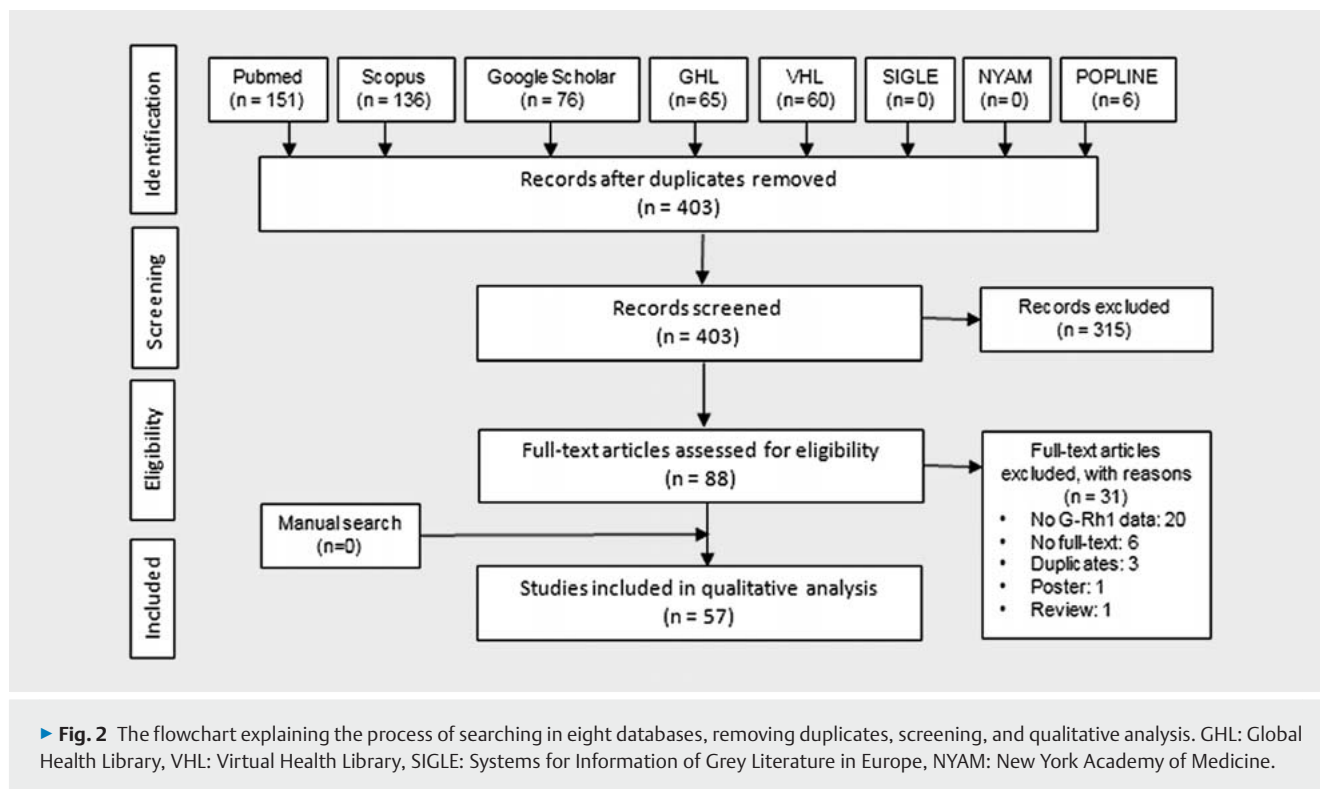 Identification
Pubmed
(n = 151)
Scopus
(n = 136)
Google Scholar
(n = 76)
GHL
(n=65)
VHL
(n=60)
SIGLE
(n=0)
NYAM
(n=0)
POPLINE
(n=6)
Records after duplicates removed
(n = 403)
Screening
Records screened
(n = 403)
Records excluded
(n = 315)
Eligibility
Full-text articles assessed for eligibility
(n = 88)
Full-text articles
excluded, with reasons
(n = 31)
• No G-Rh1 data: 20
• No full-text: 6
• Duplicates: 3
• Poster: 1
• Review: 1
Manual search
(n=0)
Included
Studies included in qualitative analysis
(n = 57)
▶ Fig. 2 The flowchart explaining the process of searching in eight databases, removing duplicates, screening, and qualitative analysis. GHL: Global
Health Library, VHL: Virtual Health Library, SIGLE: Systems for Information of Grey Literature in Europe, NYAM: New York Academy of Medicine.